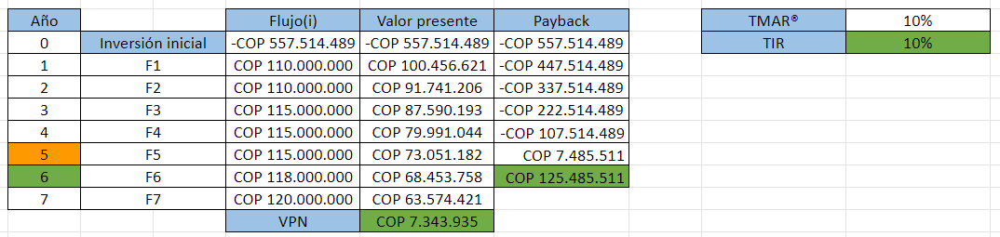 Año Flujo(i) Valor presente Payback TMAR® 10%
0 Inversión inicial -COP 557.514.489 -COP 557.514.489 -COP 557.514.489 TIR 10%
1 F1 COP 110.000.000 COP 100.456.621 -COP 447.514.489
2 F2 COP 110.000.000 COP 91.741.206 -COP 337.514.489
3 F3 COP 115.000.000 COP 87.590.193 -COP 222.514.489
4 F4 COP 115.000.000 COP 79.991.044 -COP 107.514.489
5 F5 COP 115.000.000 COP 73.051.182 COP 7.485.511
6 F6 COP 118.000.000 COP 68.453.758 COP 125.485.511
7 F7 COP 120.000.000 COP 63.574.421
VPN COP 7.343.935